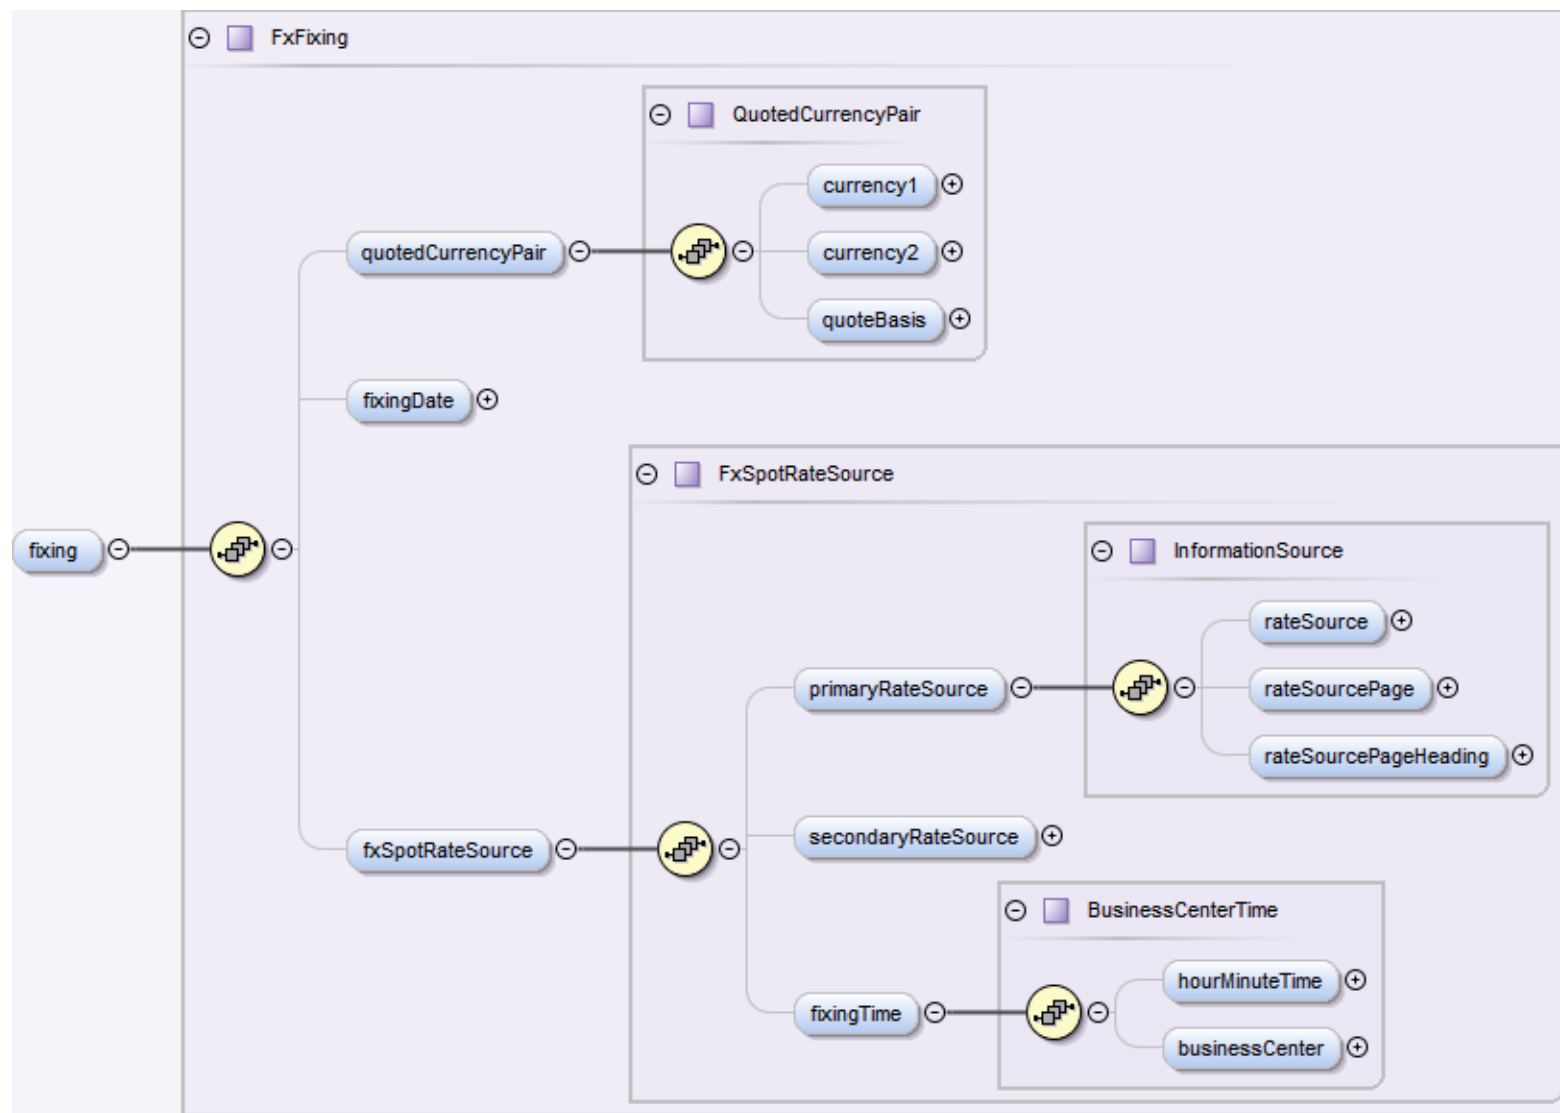 FxFixing
QuotedCurrencyPair
currency1
quotedCurrencyPair
currency2
quoteBasis
fixingDate
FxSpotRateSource
fixing
InformationSource
rateSource
primaryRateSource
rateSourcePage
rateSourcePageHeading
fxSpotRateSource
secondaryRateSource
BusinessCenterTime
hourMinuteTime
fixingTime
businessCenter